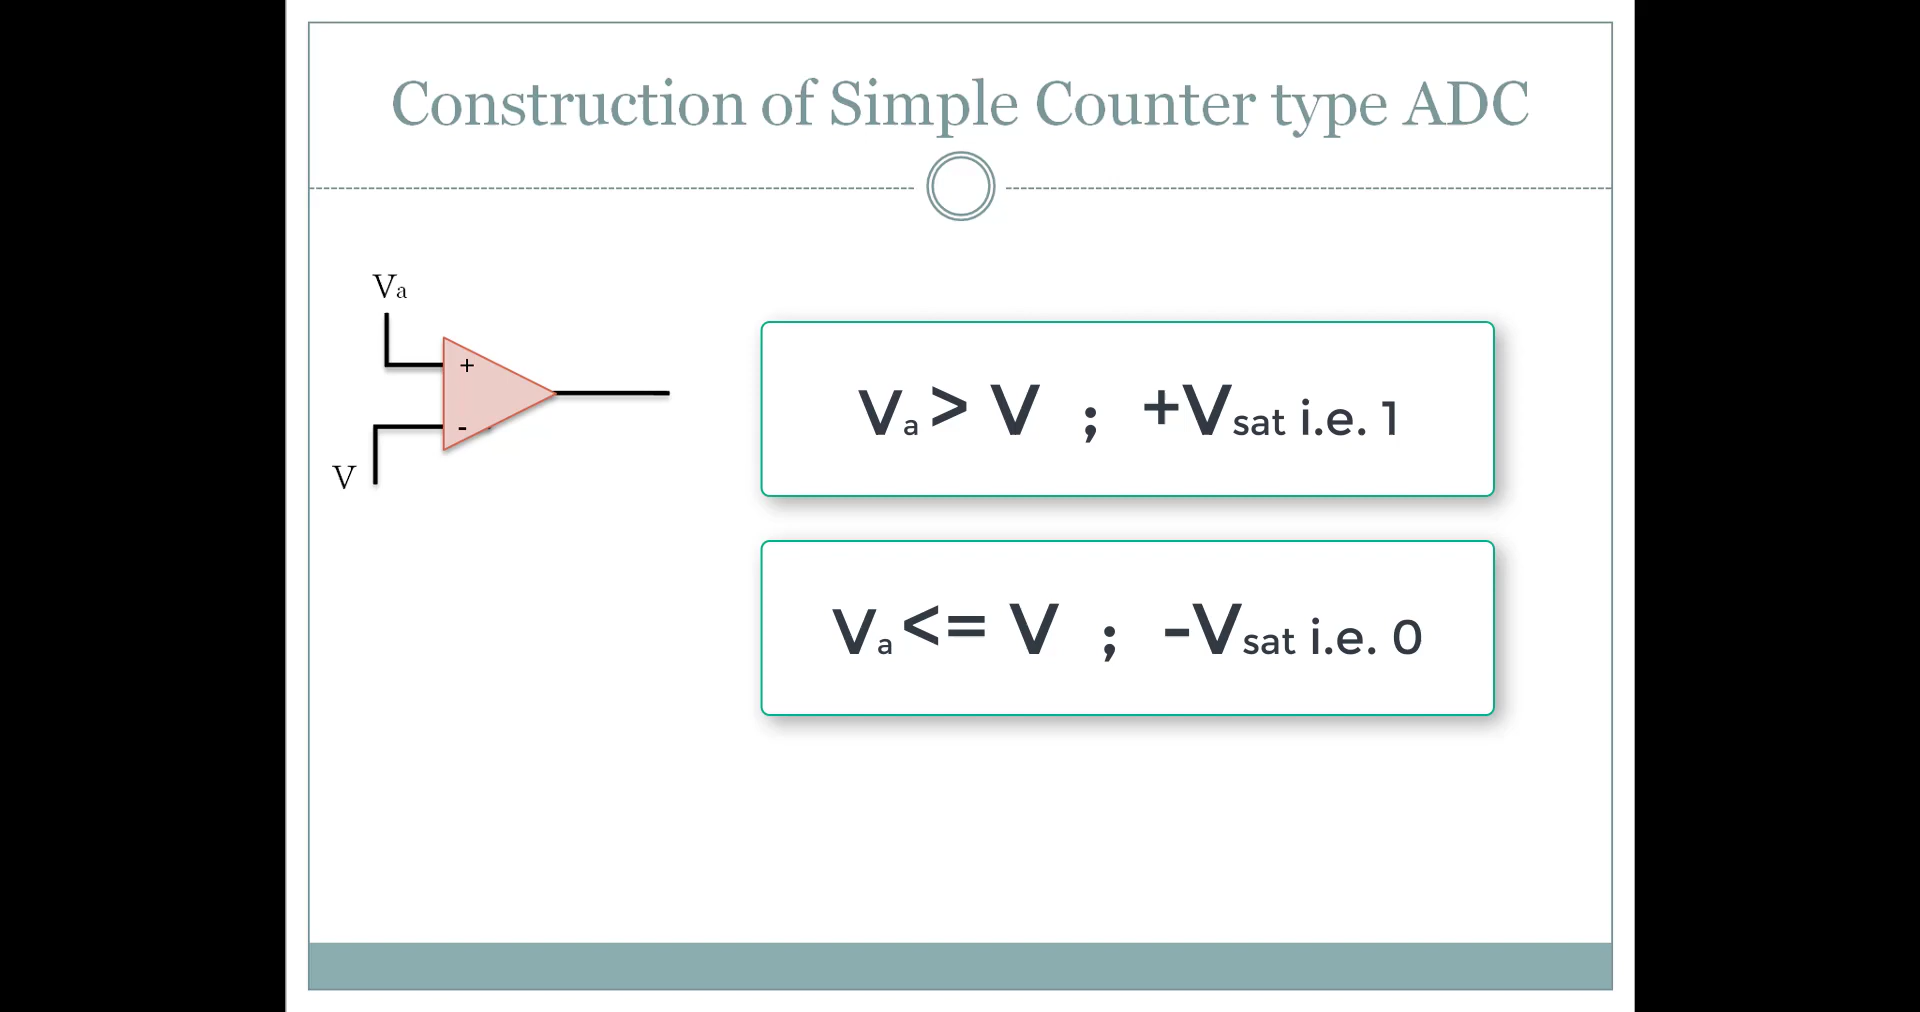 Construction of Simple Counter type ADC
Va
+
-
V
Va > V ; +Vsat i.e. 1
Va <= V ; -Vsat i.e. 0